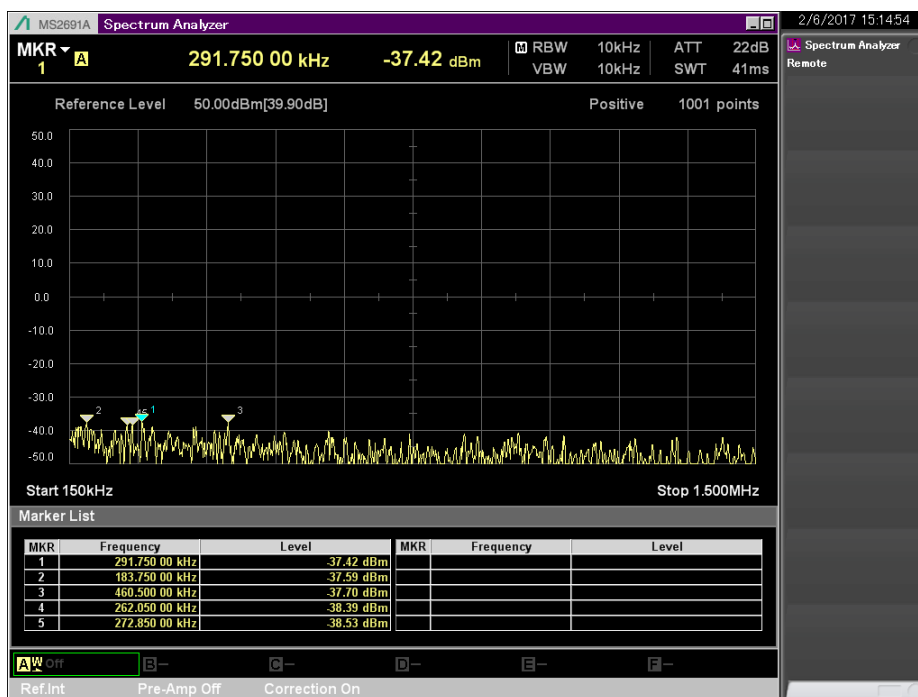 MS2691A Spectrum Analyzer
2/6/2017 15:14:54
MKR A 291.750 00 kHz -37.42 dBm
1
M RBW 10kHz ATT 22dB
VBW 10kHz SWT 41ms
Spectrum Analyzer
Remote
Reference Level 50.00dBm[39.90dB] Positive 1001 points
50.0
40.0
30.0
20.0
10.0
0.0
-10.0
-20.0
-30.0
2 1 3
-40.0
-50.0
Start 150kHz Stop 1.500MHz
Marker List
MKR Frequency Level MKR Frequency Level
1 291.750 00 kHz -37.42 dBm
2 183.750 00 kHz -37.59 dBm
3 460.500 00 kHz -37.70 dBm
4 262.050 00 kHz -38.39 dBm
5 272.850 00 kHz -38.53 dBm
A W Off B- C- D- E- F-
Ref.Int Pre-Amp Off Correction On